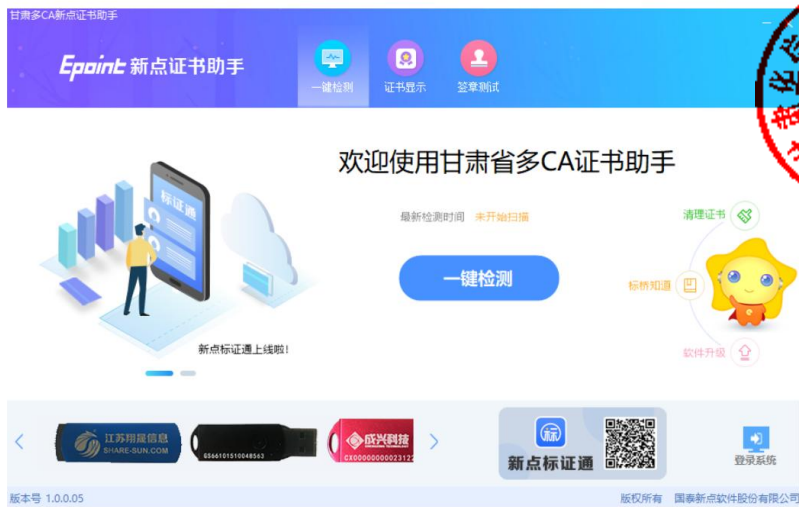 甘肃多CA新点证书助手
Epoint 新点证书助手
一键检测
证书显示
签章测试
欢迎使用甘肃省多CA证书助手
最新检测时间 未开始扫描
清理证书
一键检测
标桥知道
标证通
新点标证通上线啦!
软件升级
江苏翔晟信息
SHARE-SUN.COM
GS66101510048563
成兴科技
CX00000000023122
标
新点标证通
登录系统
版本号 1.0.0.05
版权所有 国泰新点软件股份有限公司